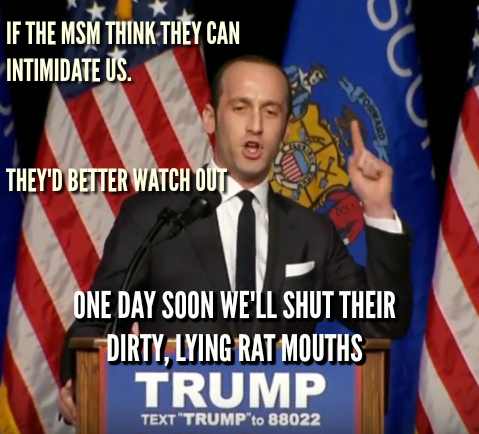 IF THE MSM THINK THEY CAN
INTIMIDATE US.
THEY'D BETTER WATCH OUT
ONE DAY SOON WE'LL SHUT THEIR
DIRTY, LYING RAT MOUTHS
TRUMP
TEXT "TRUMP" to 88022
FORWARD